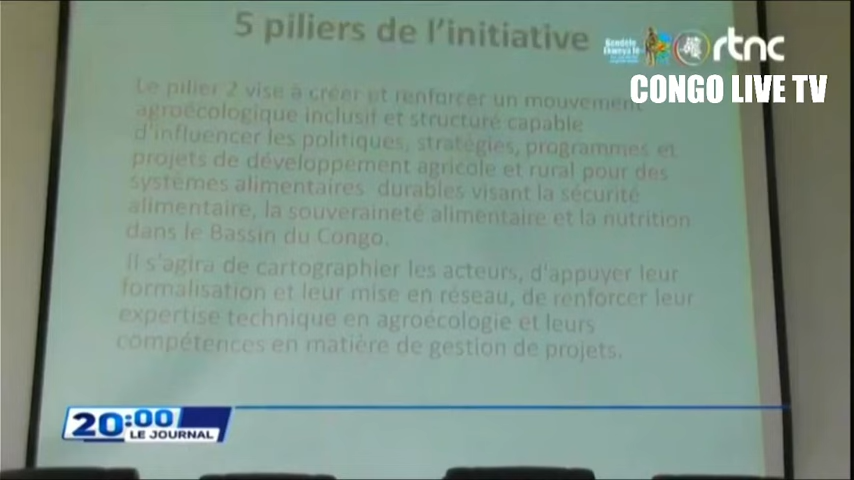 5 piliers de l'initiative
rtnc
CONGO LIVE TV
Le pilier 2 vise à créer et renforcer un mouvement
agroécologique inclusif et structuré capable
d'influencer les politiques, stratégies, programmes et
projets de développement agricole et rural pour des
systèmes alimentaires durables visant la sécurité
alimentaire, la souveraineté alimentaire et la nutrition
dans le Bassin du Congo.
Il s'agira de cartographier les acteurs, d'appuyer leur
formalisation et leur mise en réseau, de renforcer leur
expertise technique en agroécologie et leurs
compétences en matière de gestion de projets.
20:00
LE JOURNAL